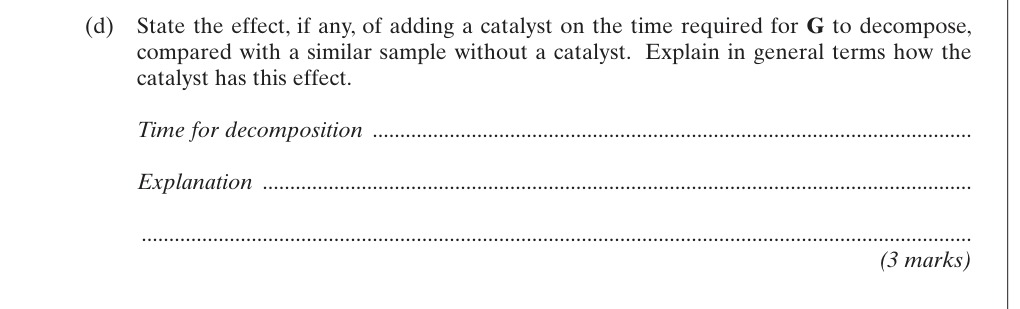 (d) State the effect, if any, of adding a catalyst on the time required for G to decompose,
compared with a similar sample without a catalyst. Explain in general terms how the
catalyst has this effect.
Time for decomposition ....................................................................................................
Explanation ....................................................................................................
....................................................................................................
(3 marks)